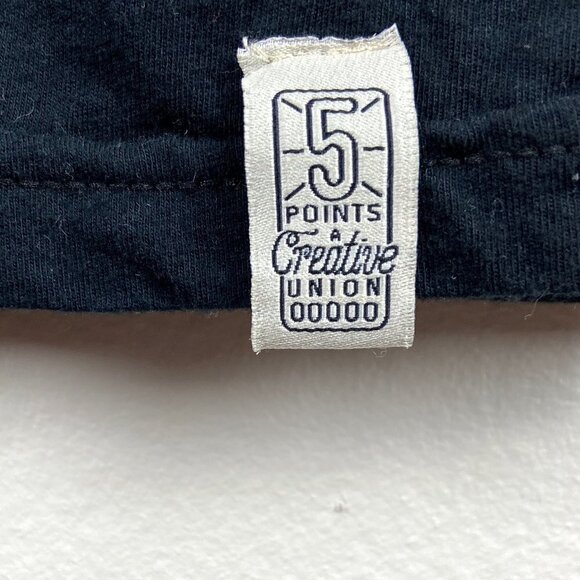 5
POINTS
A
Creative
UNION
00000